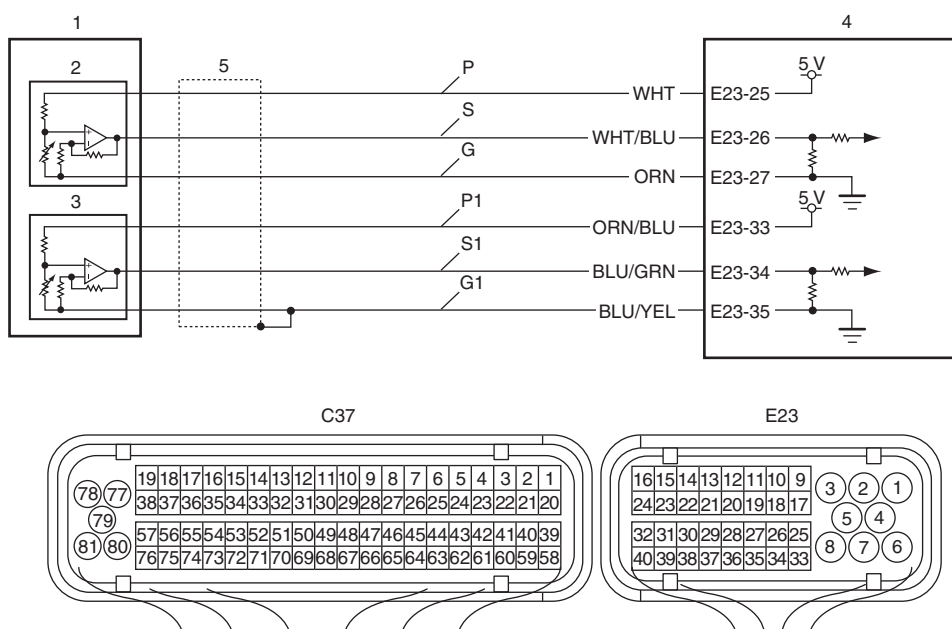 1
4
2
5
P
5 V
WHT
E23-25
S
WHT/BLU
E23-26
G
ORN
E23-27
3
P1
5 V
ORN/BLU
E23-33
S1
BLU/GRN
E23-34
G1
BLU/YEL
E23-35
C37
E23
19 18 17 16 15 14 13 12 11 10 9 8 7 6 5 4 3 2 1
38 37 36 35 34 33 32 31 30 29 28 27 26 25 24 23 22 21 20
57 56 55 54 53 52 51 50 49 48 47 46 45 44 43 42 41 40 39
76 75 74 73 72 71 70 69 68 67 66 65 64 63 62 61 60 59 58
78 77
79
81 80
16 15 14 13 12 11 10 9
24 23 22 21 20 19 18 17
32 31 30 29 28 27 26 25
40 39 38 37 36 35 34 33
3 2 1
5 4
8 7 6